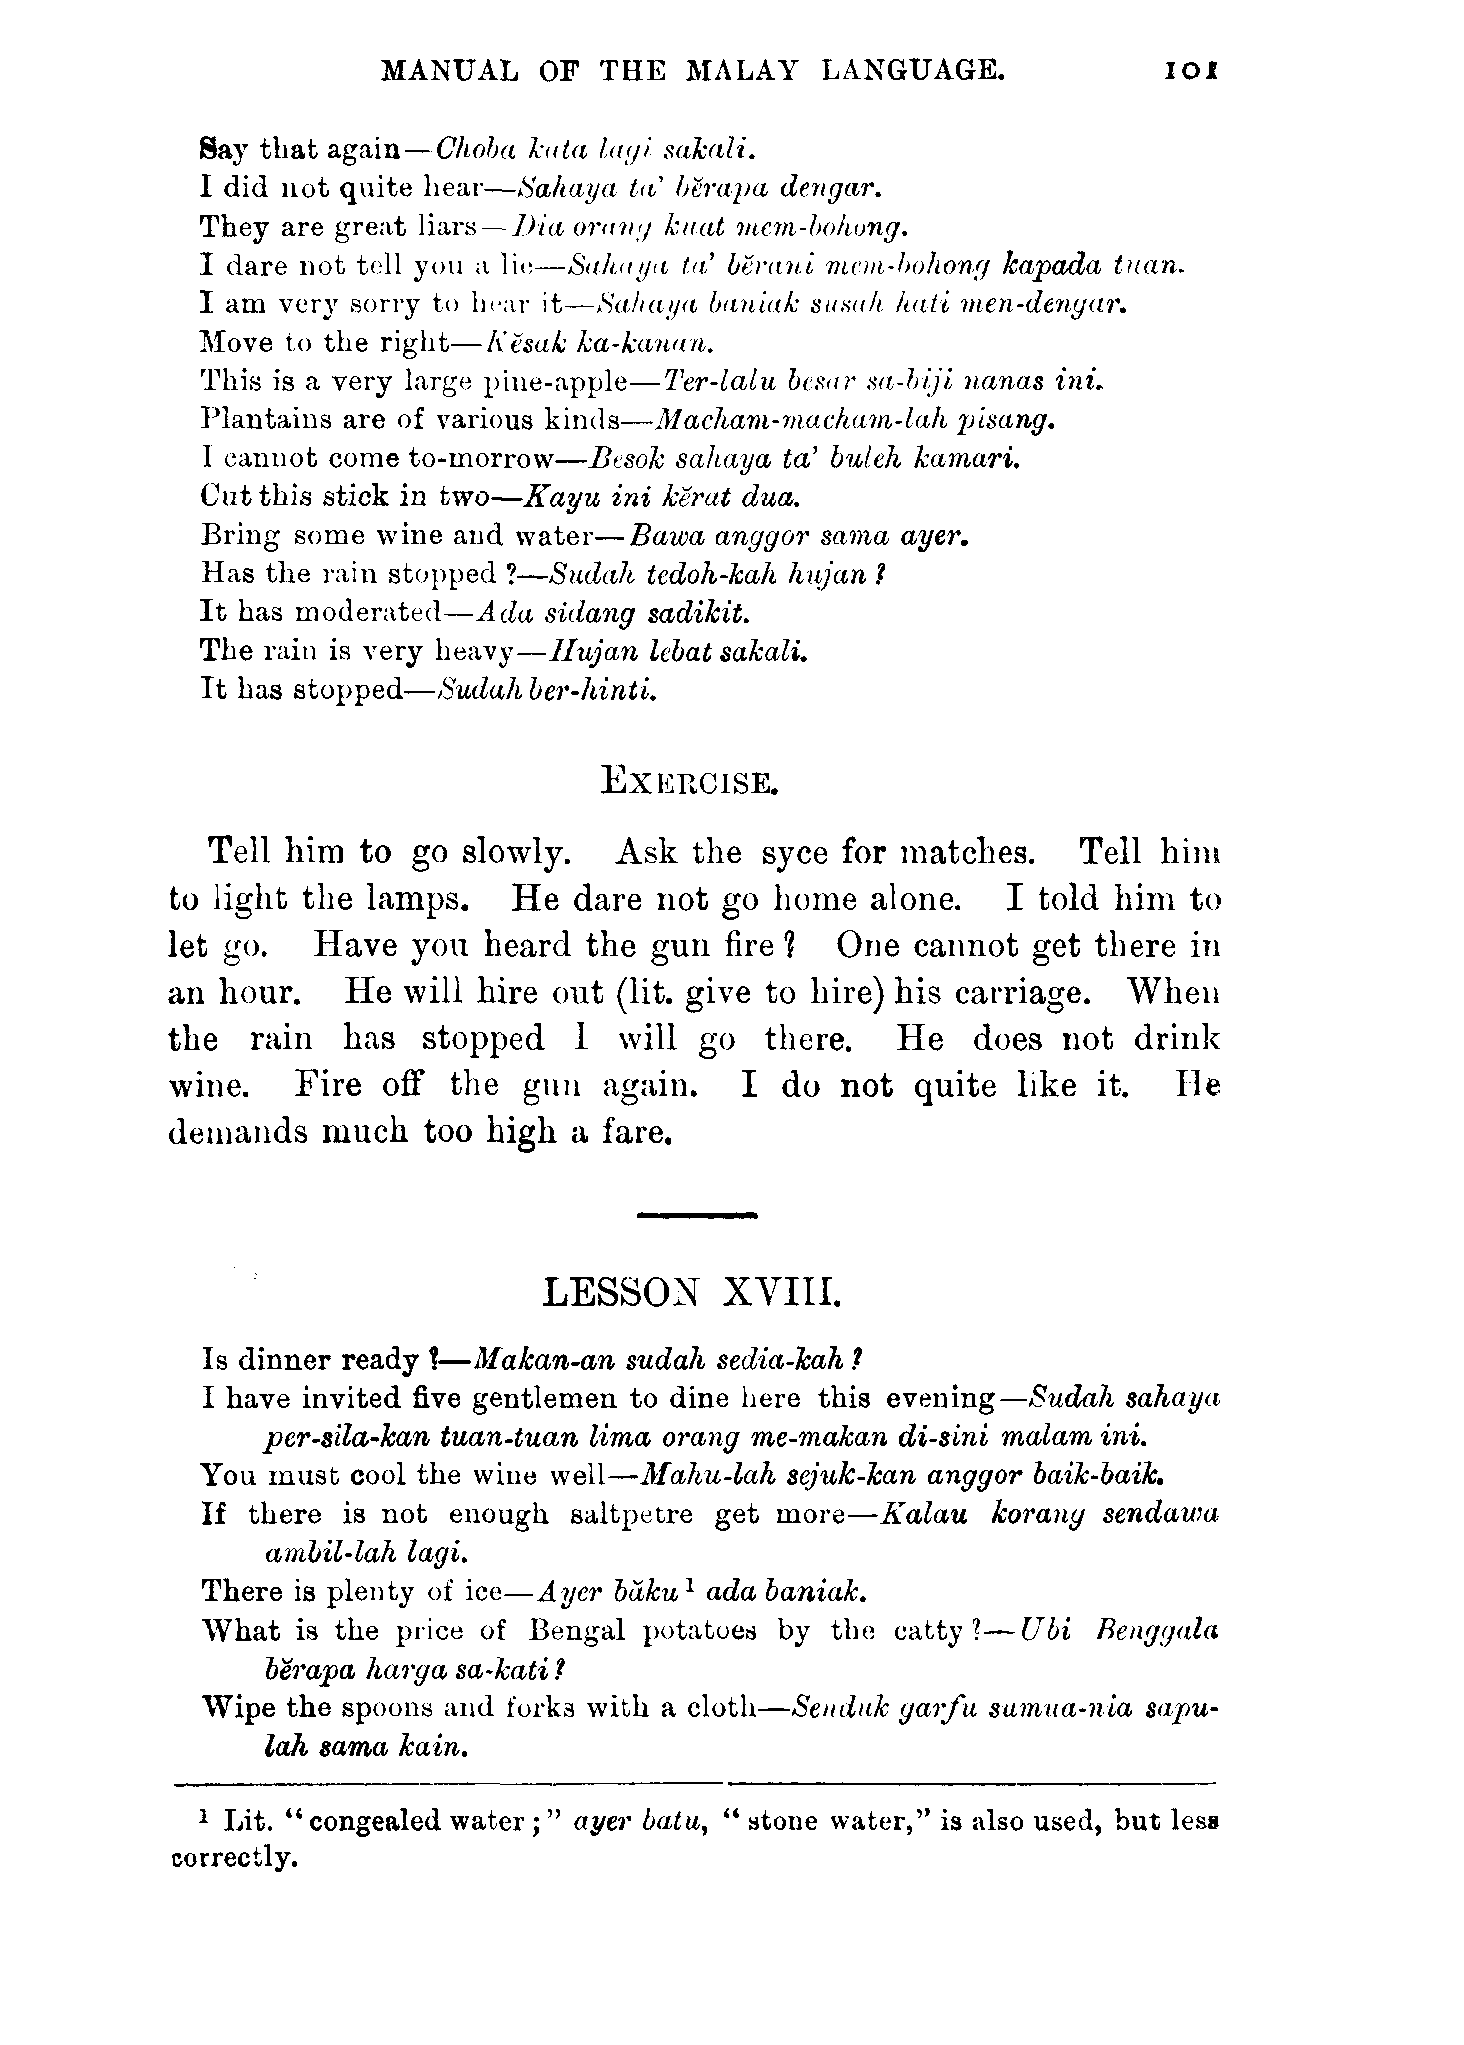 MANUAL OF THE MALAY LANGUAGE. 101
Say that again—Choba kata lagi sakali.
I did not quite hear—Sahaya ta' bĕrapa dengar.
They are great liars—Dia orang kuat mem-bohong.
I dare not tell you a lie—Sahaya ta' bĕrani mem-bohong kapada tuan.
I am very sorry to hear it—Sahaya baniak susah hati men-dengar.
Move to the right—Kĕsak ka-kanan.
This is a very large pine-apple—Ter-lalu besar sa-biji nanas ini.
Plantains are of various kinds—Macham-macham-lah pisang.
I cannot come to-morrow—Besok sahaya ta' buleh kamari.
Cut this stick in two—Kayu ini kĕrat dua.
Bring some wine and water—Bawa anggor sama ayer.
Has the rain stopped ?—Sudah tedoh-kah hujan ?
It has moderated—Ada sidang sadikit.
The rain is very heavy—Hujan lebat sakali.
It has stopped—Sudah ber-hinti.
EXERCISE.
Tell him to go slowly. Ask the syce for matches. Tell him
to light the lamps. He dare not go home alone. I told him to
let go. Have you heard the gun fire ? One cannot get there in
an hour. He will hire out (lit. give to hire) his carriage. When
the rain has stopped I will go there. He does not drink
wine. Fire off the gun again. I do not quite like it. He
demands much too high a fare.
LESSON XVIII.
Is dinner ready ?—Makan-an sudah sedia-kah ?
I have invited five gentlemen to dine here this evening—Sudah sahaya
per-sila-kan tuan-tuan lima orang me-makan di-sini malam ini.
You must cool the wine well—Mahu-lah sejuk-kan anggor baik-baik.
If there is not enough saltpetre get more—Kalau korang sendawa
ambil-lah lagi.
There is plenty of ice—Ayer băku 1 ada baniak.
What is the price of Bengal potatoes by the catty ?—Ubi Benggala
bĕrapa harga sa-kati ?
Wipe the spoons and forks with a cloth—Senduk garfu sumua-nia sapu-
lah sama kain.
1 Lit. "congealed water ;" ayer batu, "stone water," is also used, but less
correctly.